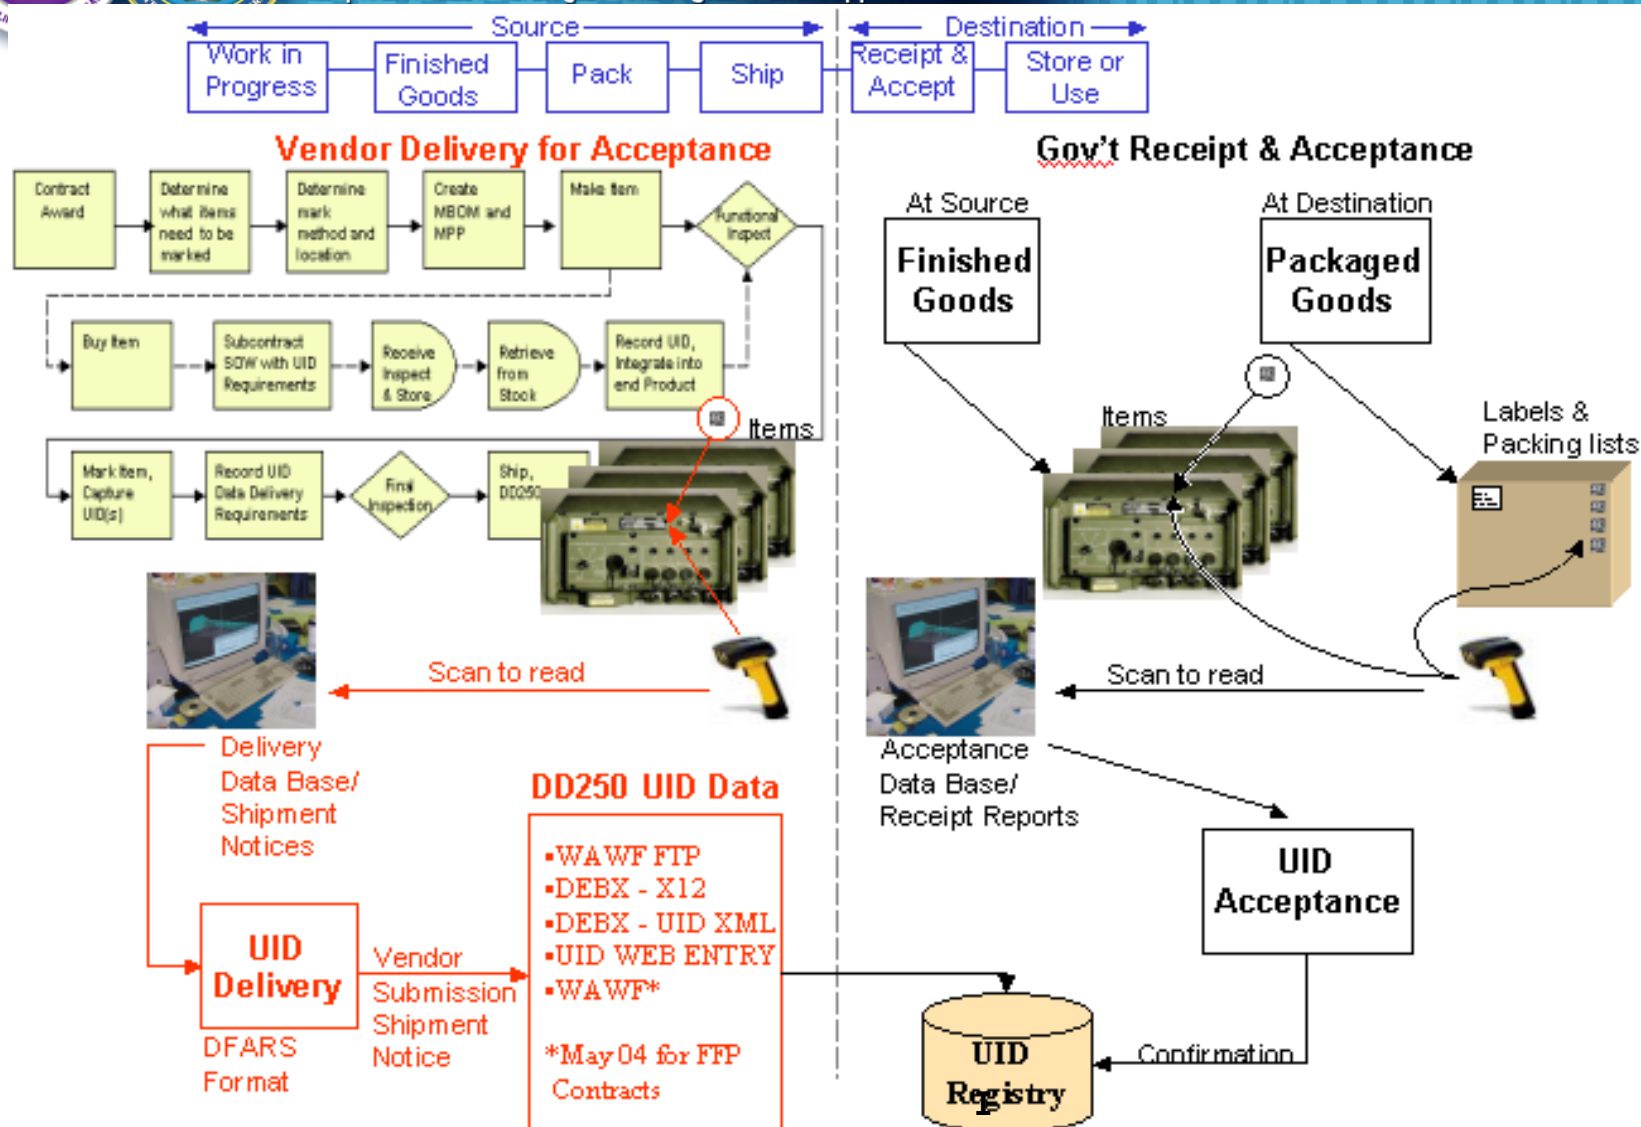 Source
Destination
Work in
Progress
Finished
Goods
Pack
Ship
Receipt &
Accept
Store or
Use
Vendor Delivery for Acceptance
Gov't Receipt & Acceptance
Contract
Award
Determine
what items
need to be
marked
Determine
mark
method and
location
Create
MBOM and
MPP
Make Item
Functional
Inspect
Buy Item
Subcontract
SOW with UID
Requirements
Receive
Inspect
& Store
Retrieve
from
Stock
Record UID,
Integrate into
end Product
Items
Mark Item,
Capture
UID(s)
Record UID
Data Delivery
Requirements
Final
Inspection
Ship,
DD250
Scan to read
Delivery
Data Base/
Shipment
Notices
UID
Delivery
DFARS
Format
Vendor
Submission
Shipment
Notice
DD250 UID Data
▪WAWF FTP
▪DEBX - X12
▪DEBX - UID XML
▪UID WEB ENTRY
▪WAWF*
*May 04 for FFP
Contracts
At Source
Finished
Goods
At Destination
Packaged
Goods
Items
Labels &
Packing lists
Scan to read
Acceptance
Data Base/
Receipt Reports
UID
Acceptance
Confirmation
UID
Registry